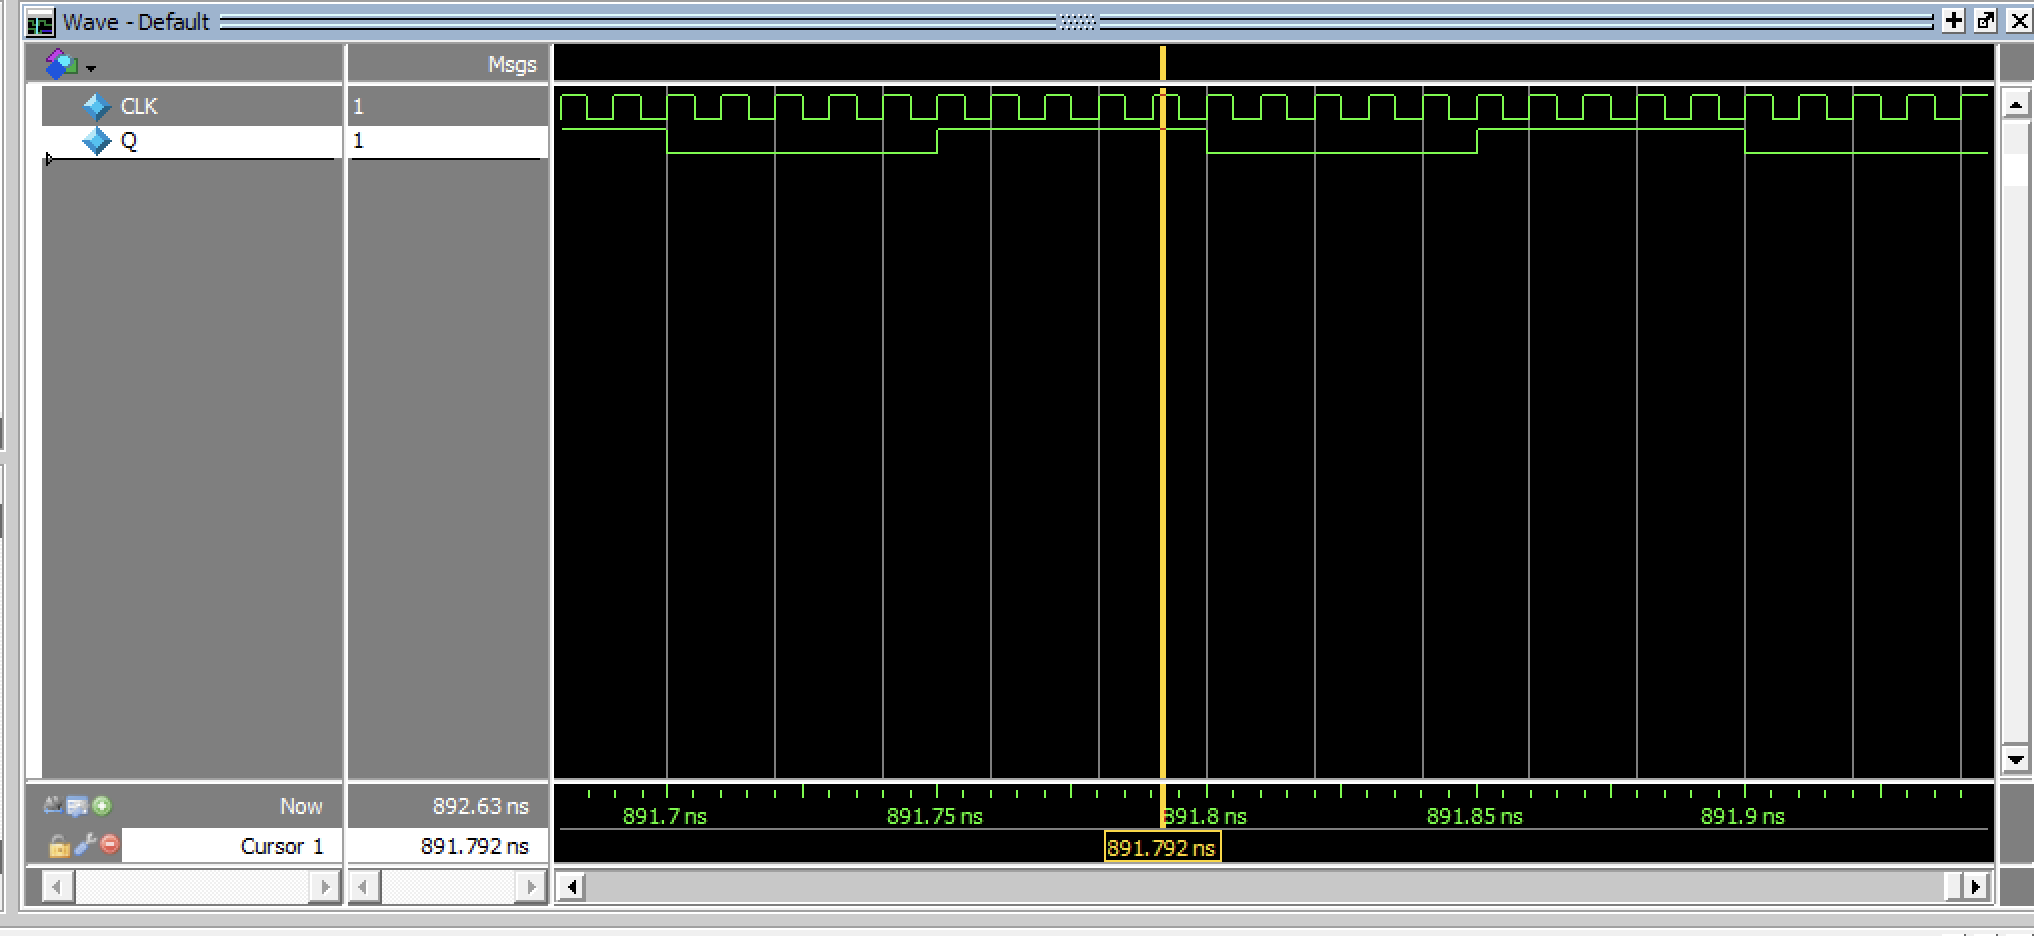 Wave - Default
Msgs
CLK 1
Q 1
Now 892.63 ns
891.7 ns 891.75 ns 891.8 ns 891.85 ns 891.9 ns
Cursor 1 891.792 ns 891.792 ns